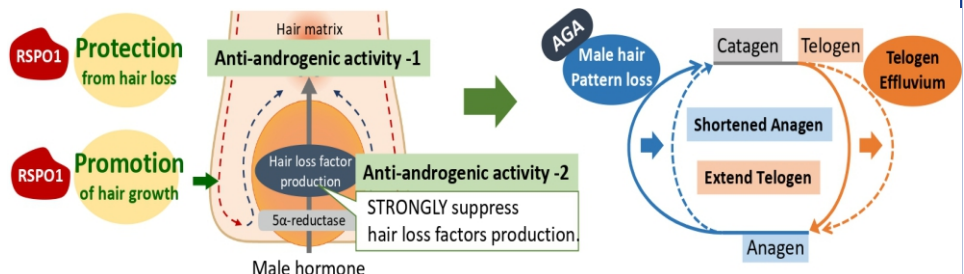 RSPO1
Protection
from hair loss
RSPO1
Promotion
of hair growth
Hair matrix
Anti-androgenic activity -1
Hair loss factor
production
Anti-androgenic activity -2
5α-reductase
STRONGLY suppress
hair loss factors production.
Male hormone
AGA
Male hair
Pattern loss
Catagen
Telogen
Telogen
Effluvium
Shortened Anagen
Extend Telogen
Anagen